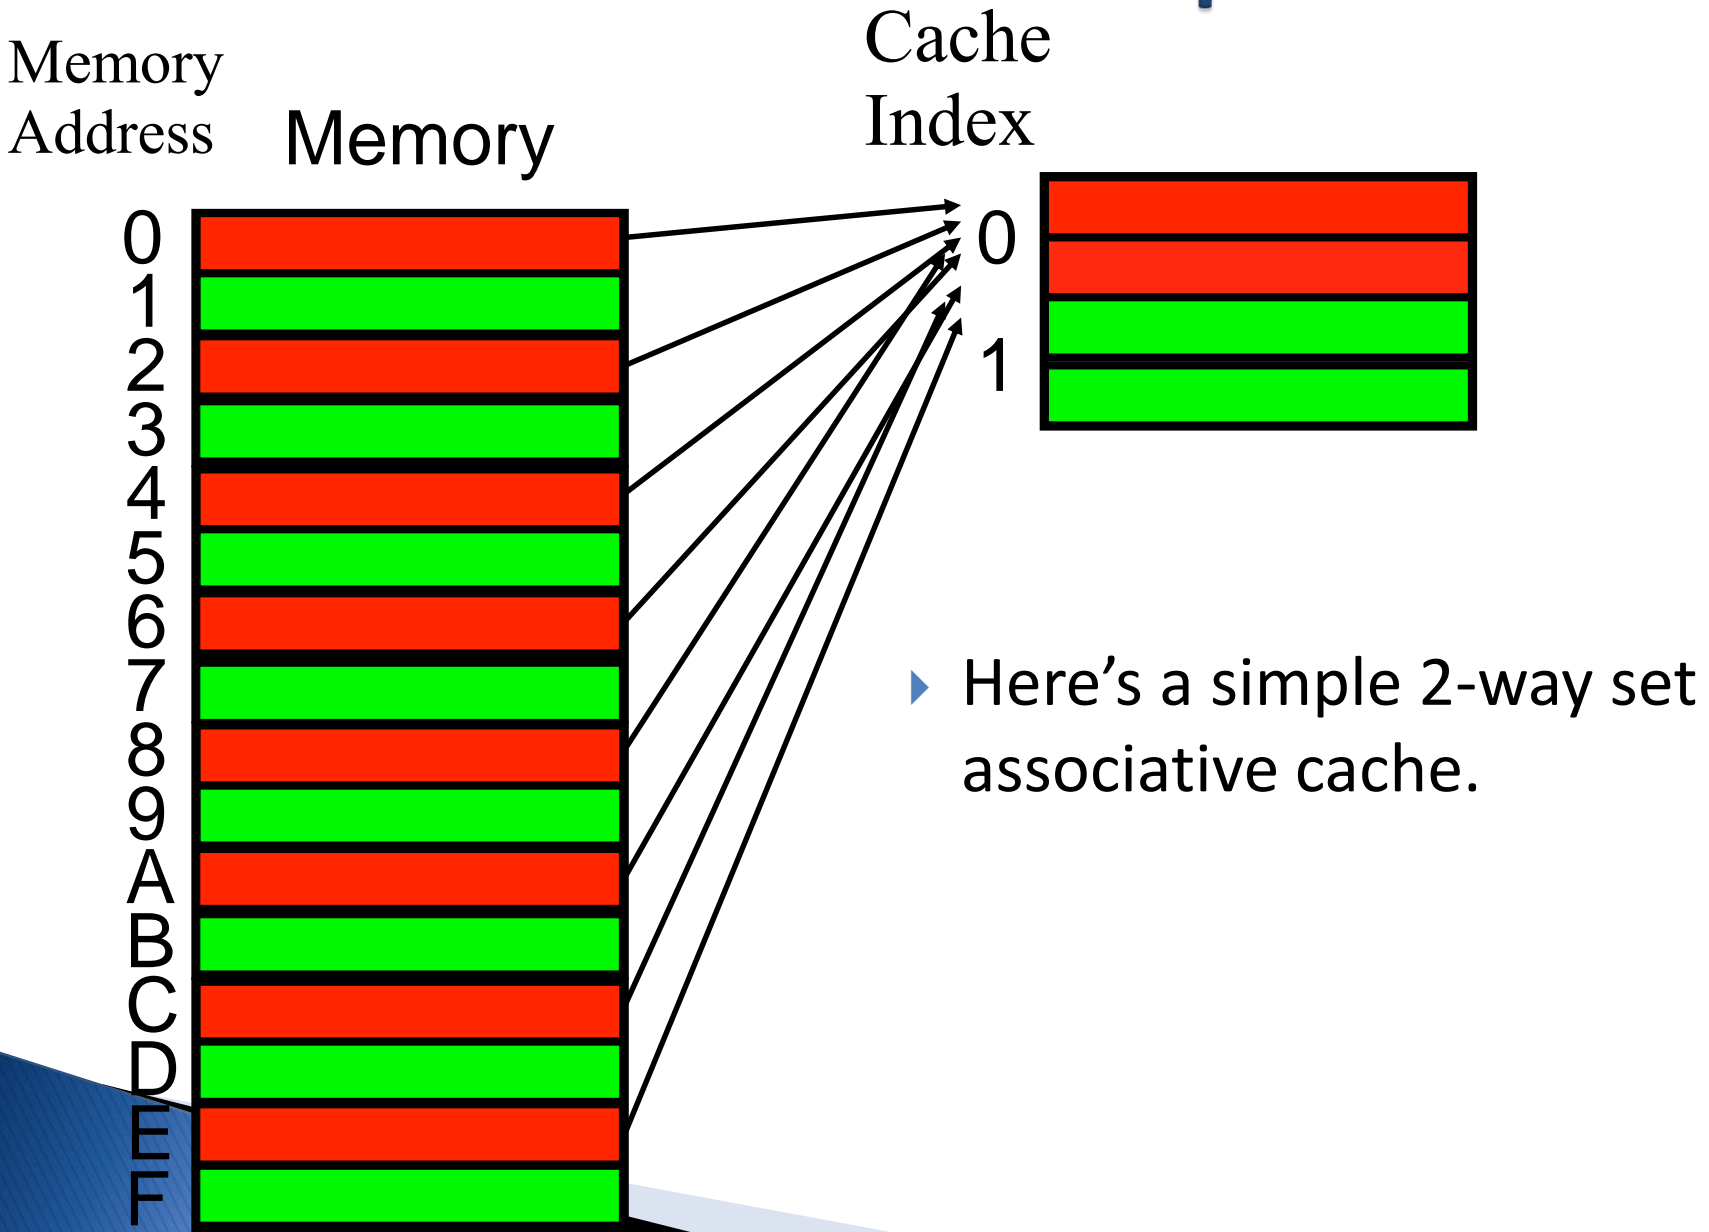 Memory
Address
Memory
0
1
2
3
4
5
6
7
8
9
A
B
C
D
E
F
Cache
Index
0
1
Here’s a simple 2-way set
associative cache.